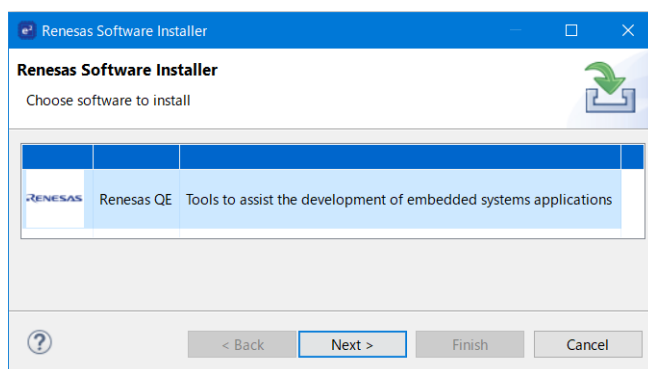 e² Renesas Software Installer
Renesas Software Installer
Choose software to install
RENESAS Renesas QE Tools to assist the development of embedded systems applications
? < Back Next > Finish Cancel